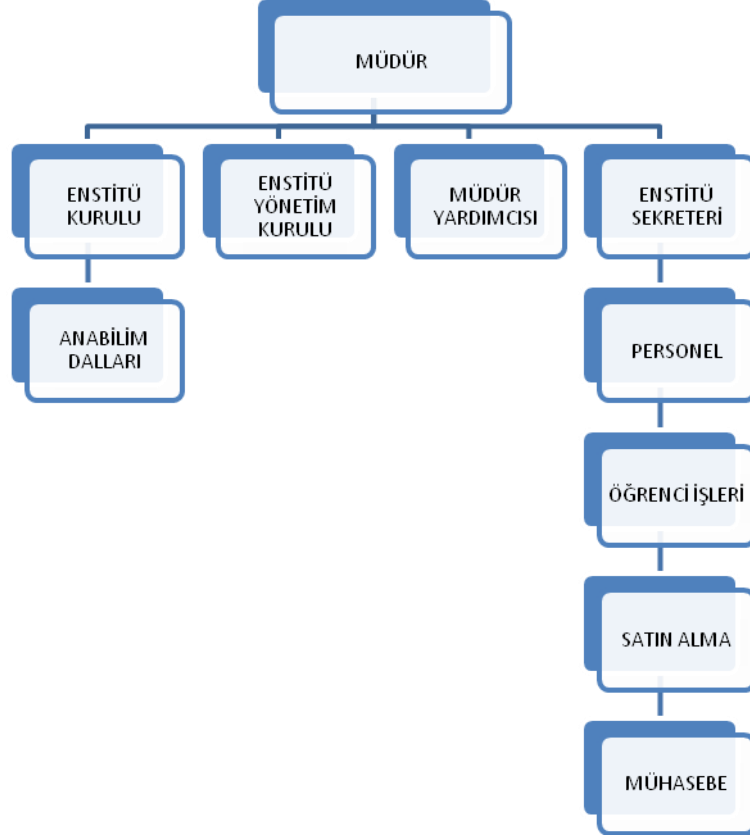 MÜDÜR
ENSTİTÜ
KURULU
ENSTİTÜ
YÖNETİM
KURULU
MÜDÜR
YARDIMCISI
ENSTİTÜ
SEKRETERİ
ANABİLİM
DALLARI
PERSONEL
ÖĞRENCİ İŞLERİ
SATIN ALMA
MÜHASEBE